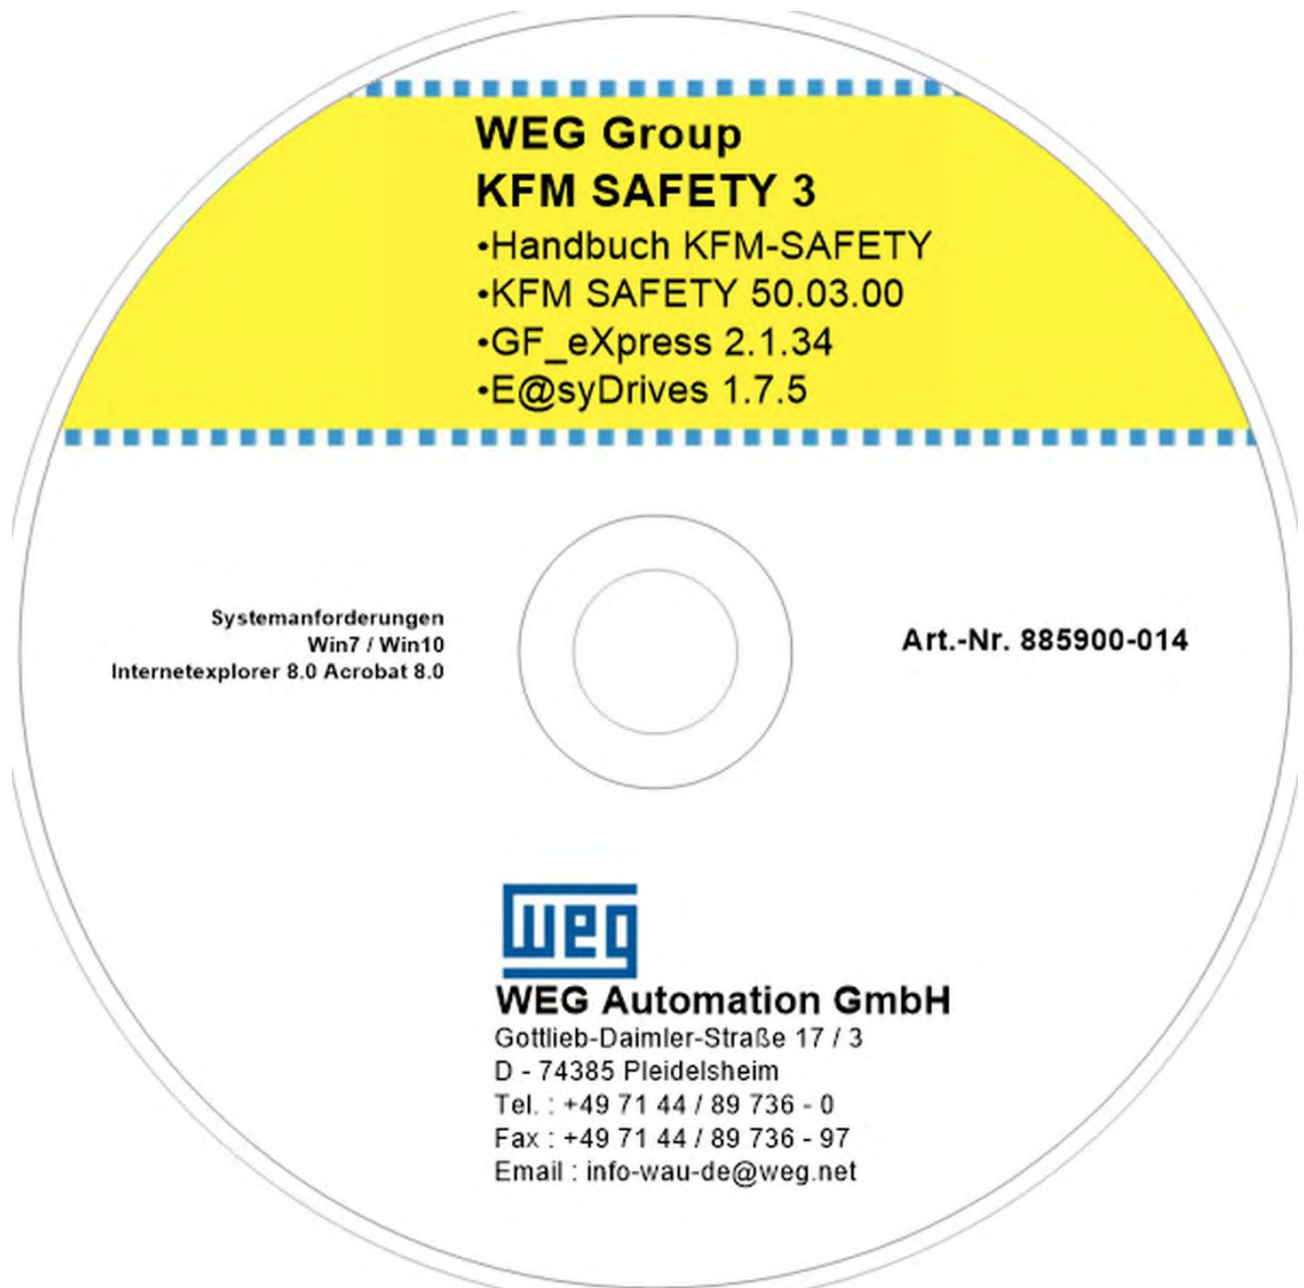 WEG Group
KFM SAFETY 3
•Handbuch KFM-SAFETY
•KFM SAFETY 50.03.00
•GF_eXpress 2.1.34
•E@syDrives 1.7.5
Systemanforderungen
Win7 / Win10
Internetexplorer 8.0 Acrobat 8.0
Art.-Nr. 885900-014
weg
WEG Automation GmbH
Gottlieb-Daimler-Straße 17 / 3
D - 74385 Pleidelsheim
Tel. : +49 71 44 / 89 736 - 0
Fax : +49 71 44 / 89 736 - 97
Email : info-wau-de@weg.net